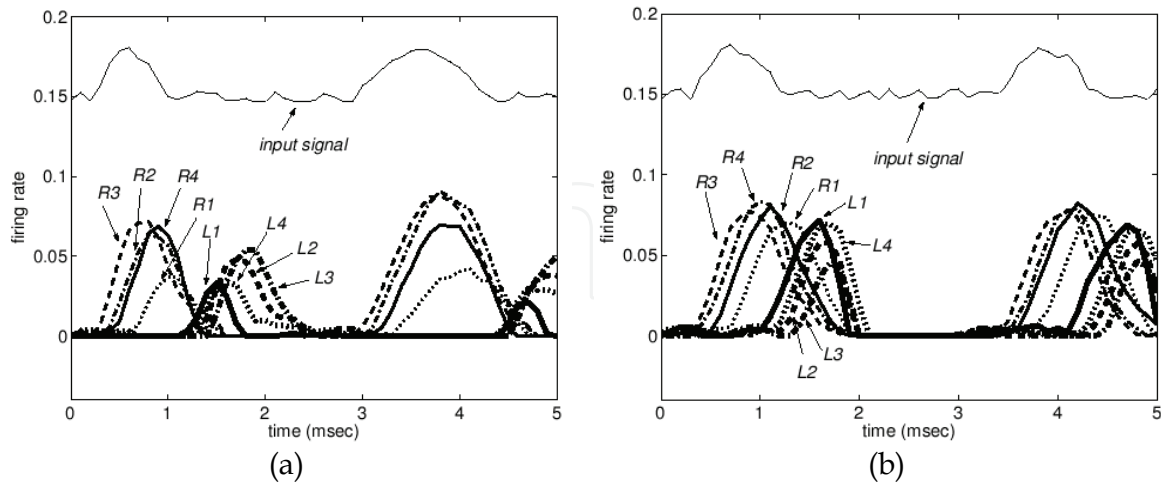 0.2
0.15
0.1
0.05
0
firing rate
input signal
R3
R2
R4
R1
L1
L4
L2
L3
0 1 2 3 4 5
time (msec)
(a)
0.2
0.15
0.1
0.05
0
firing rate
input signal
R3
R4
R2
R1
L1
L4
L3
L2
0 1 2 3 4 5
time (msec)
(b)